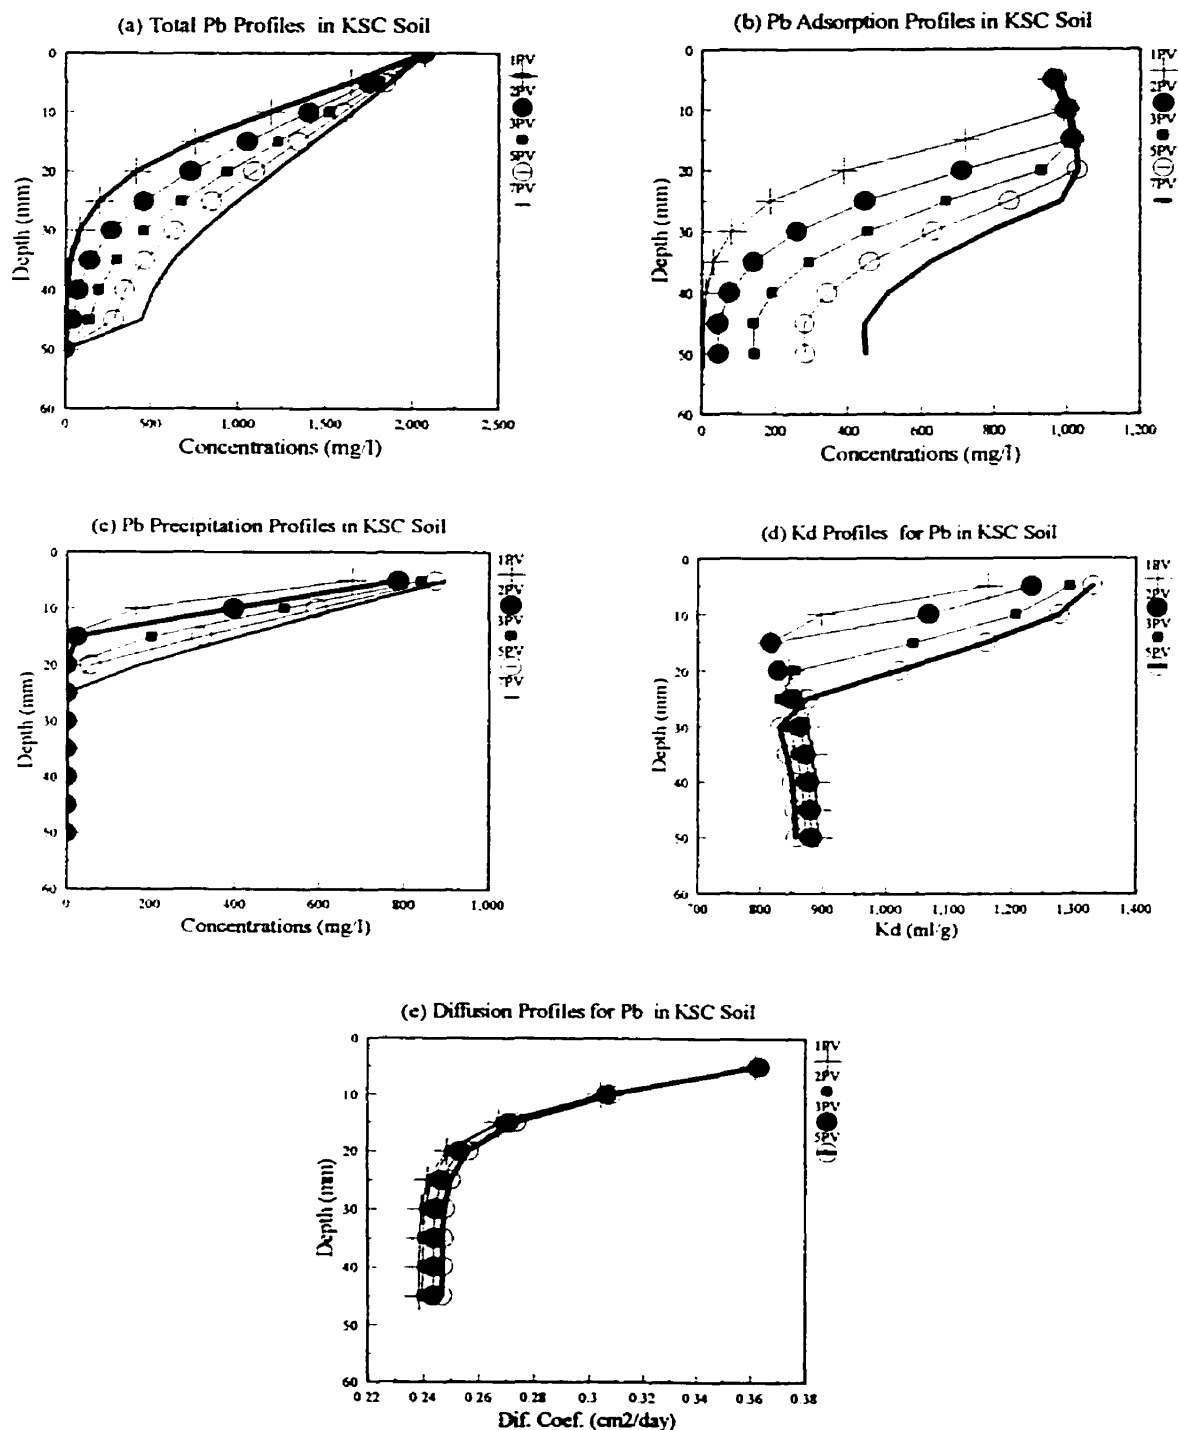 (a) Total Pb Profiles in KSC Soil
0
10
20
30
40
50
60
Depth (mm)
0
500
1,000
1,500
2,000
2,500
Concentrations (mg/l)
1PV
2PV
3PV
5PV
7PV
(b) Pb Adsorption Profiles in KSC Soil
0
10
20
30
40
50
60
Depth (mm)
0
200
400
600
800
1,000
1,200
Concentrations (mg/l)
1PV
2PV
3PV
5PV
7PV
(c) Pb Precipitation Profiles in KSC Soil
0
10
20
30
40
50
60
Depth (mm)
0
200
400
600
800
1,000
Concentrations (mg/l)
1PV
2PV
3PV
5PV
7PV
(d) Kd Profiles for Pb in KSC Soil
0
10
20
30
40
50
60
Depth (mm)
700
800
900
1,000
1,100
1,200
1,300
1,400
Kd (ml/g)
1PV
2PV
3PV
5PV
(e) Diffusion Profiles for Pb in KSC Soil
0
10
20
30
40
50
60
Depth (mm)
0.22
0.24
0.26
0.28
0.3
0.32
0.34
0.36
0.38
Dif. Coef. (cm2/day)
1PV
2PV
3PV
5PV